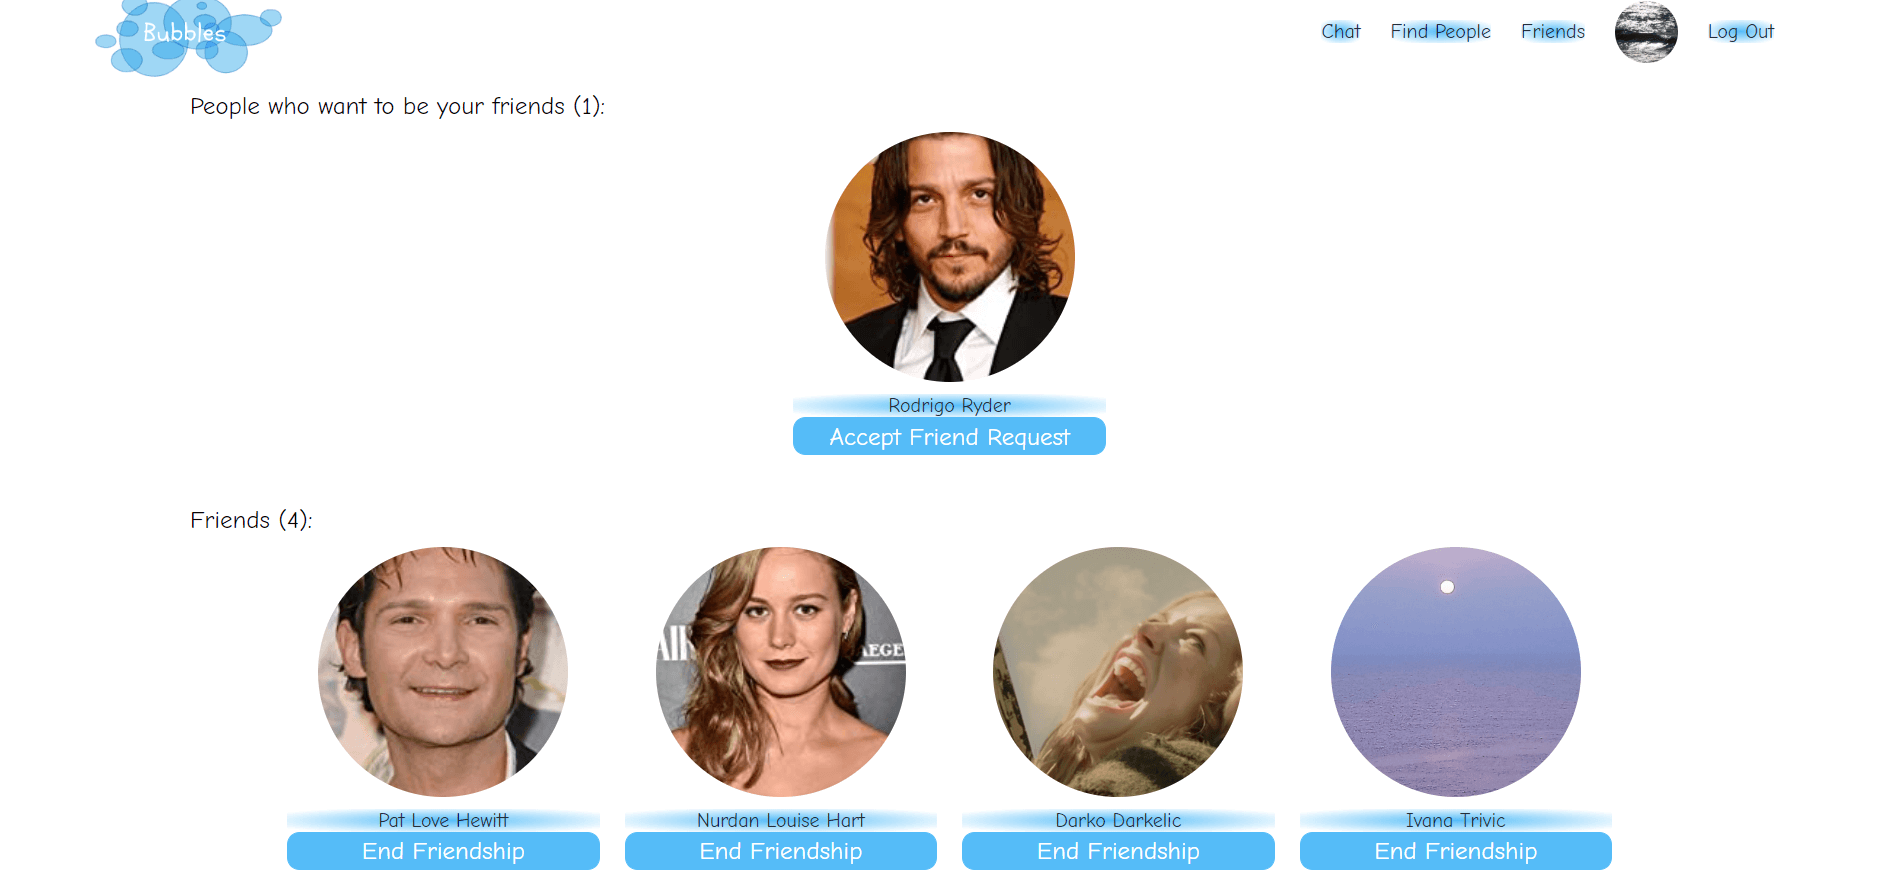 Bubbles
Chat Find People Friends Log Out
People who want to be your friends (1):
Rodrigo Ryder
Accept Friend Request
Friends (4):
AEGE
Pat Love Hewitt Nurdan Louise Hart Darko Darkelic Ivana Trivic
End Friendship End Friendship End Friendship End Friendship